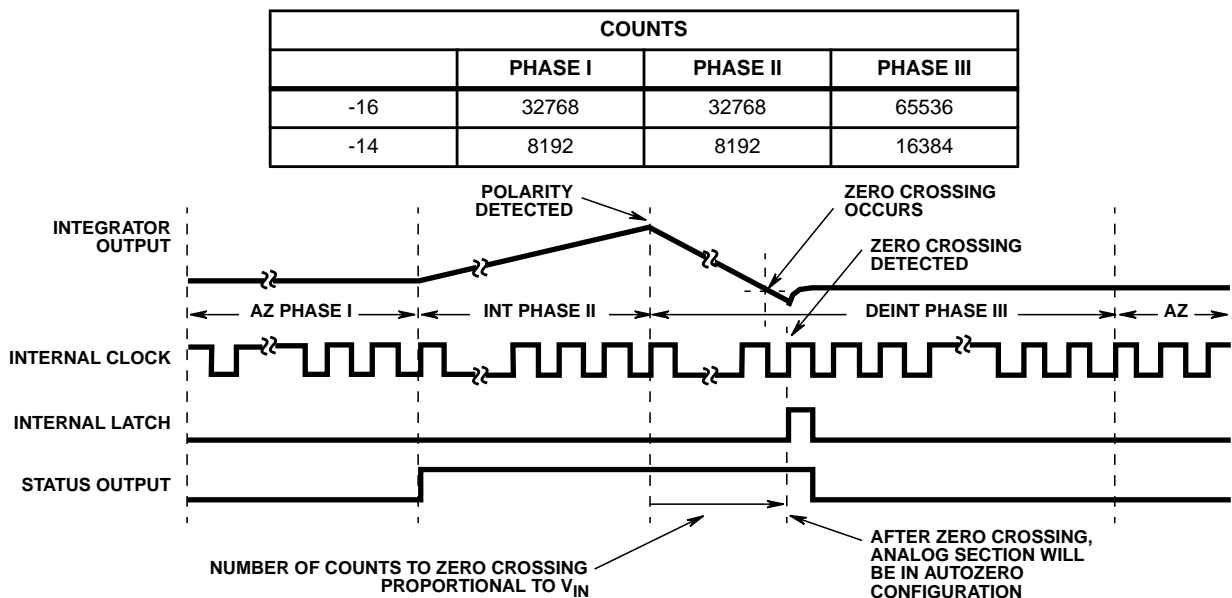 COUNTS
PHASE I PHASE II PHASE III
-16 32768 32768 65536
-14 8192 8192 16384
POLARITY
DETECTED
ZERO CROSSING
OCCURS
INTEGRATOR
OUTPUT
ZERO CROSSING
DETECTED
AZ PHASE I INT PHASE II DEINT PHASE III AZ
INTERNAL CLOCK
INTERNAL LATCH
STATUS OUTPUT
NUMBER OF COUNTS TO ZERO CROSSING
PROPORTIONAL TO VIN
AFTER ZERO CROSSING,
ANALOG SECTION WILL
BE IN AUTOZERO
CONFIGURATION